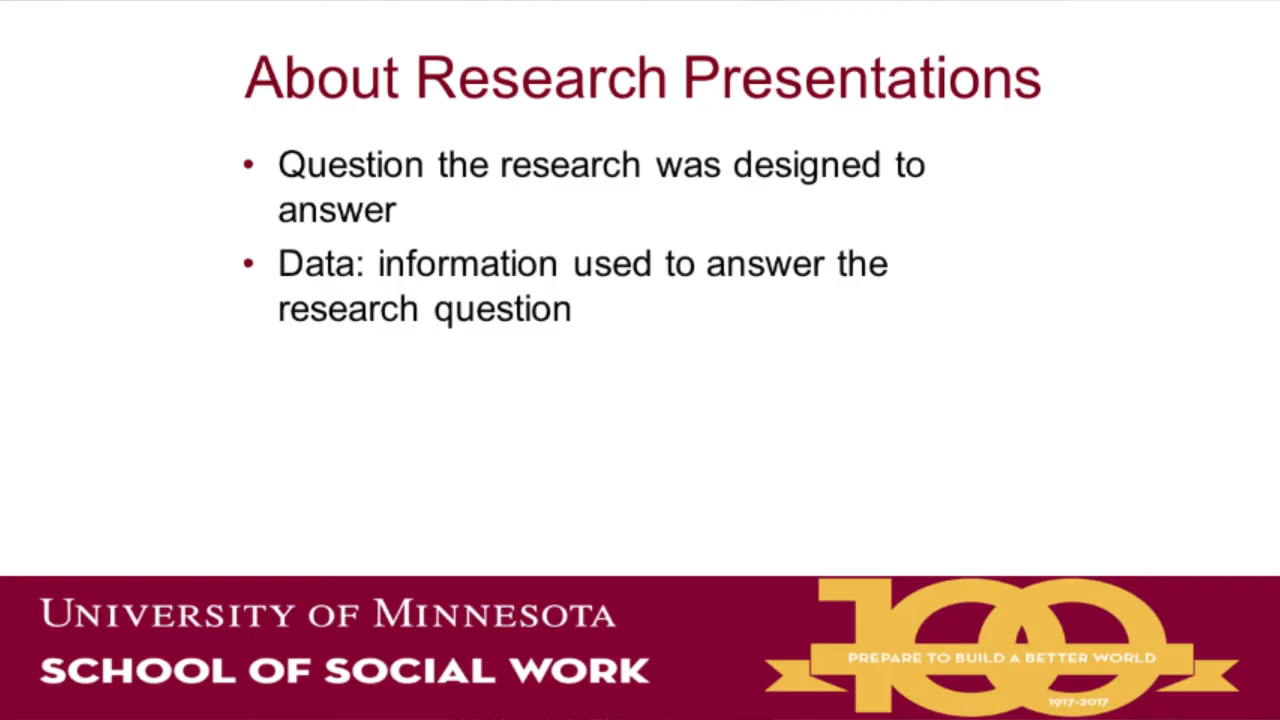 About Research Presentations
• Question the research was designed to
answer
• Data: information used to answer the
research question
UNIVERSITY OF MINNESOTA
SCHOOL OF SOCIAL WORK
100
PREPARE TO BUILD A BETTER WORLD
1917-2017